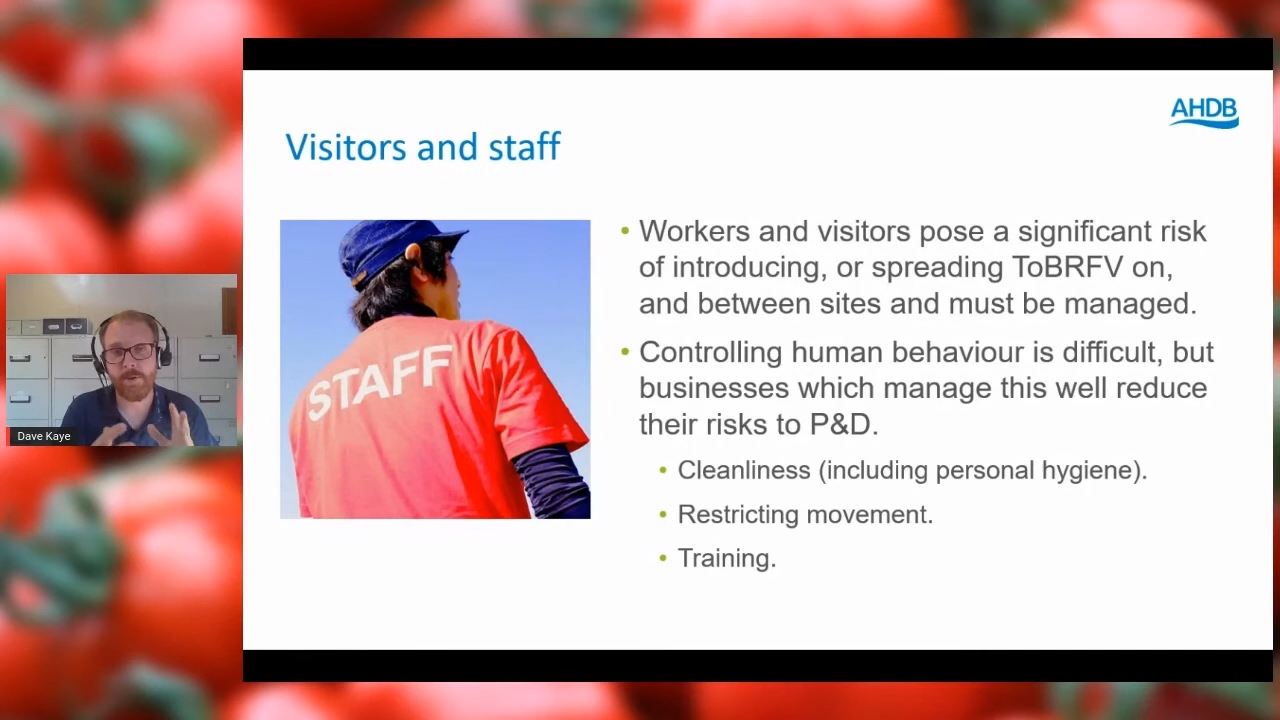 AHDB
Visitors and staff
STAFF
Workers and visitors pose a significant risk
of introducing, or spreading ToBRFV on,
and between sites and must be managed.
Controlling human behaviour is difficult, but
businesses which manage this well reduce
their risks to P&D.
Cleanliness (including personal hygiene).
Restricting movement.
Training.
Dave Kaye